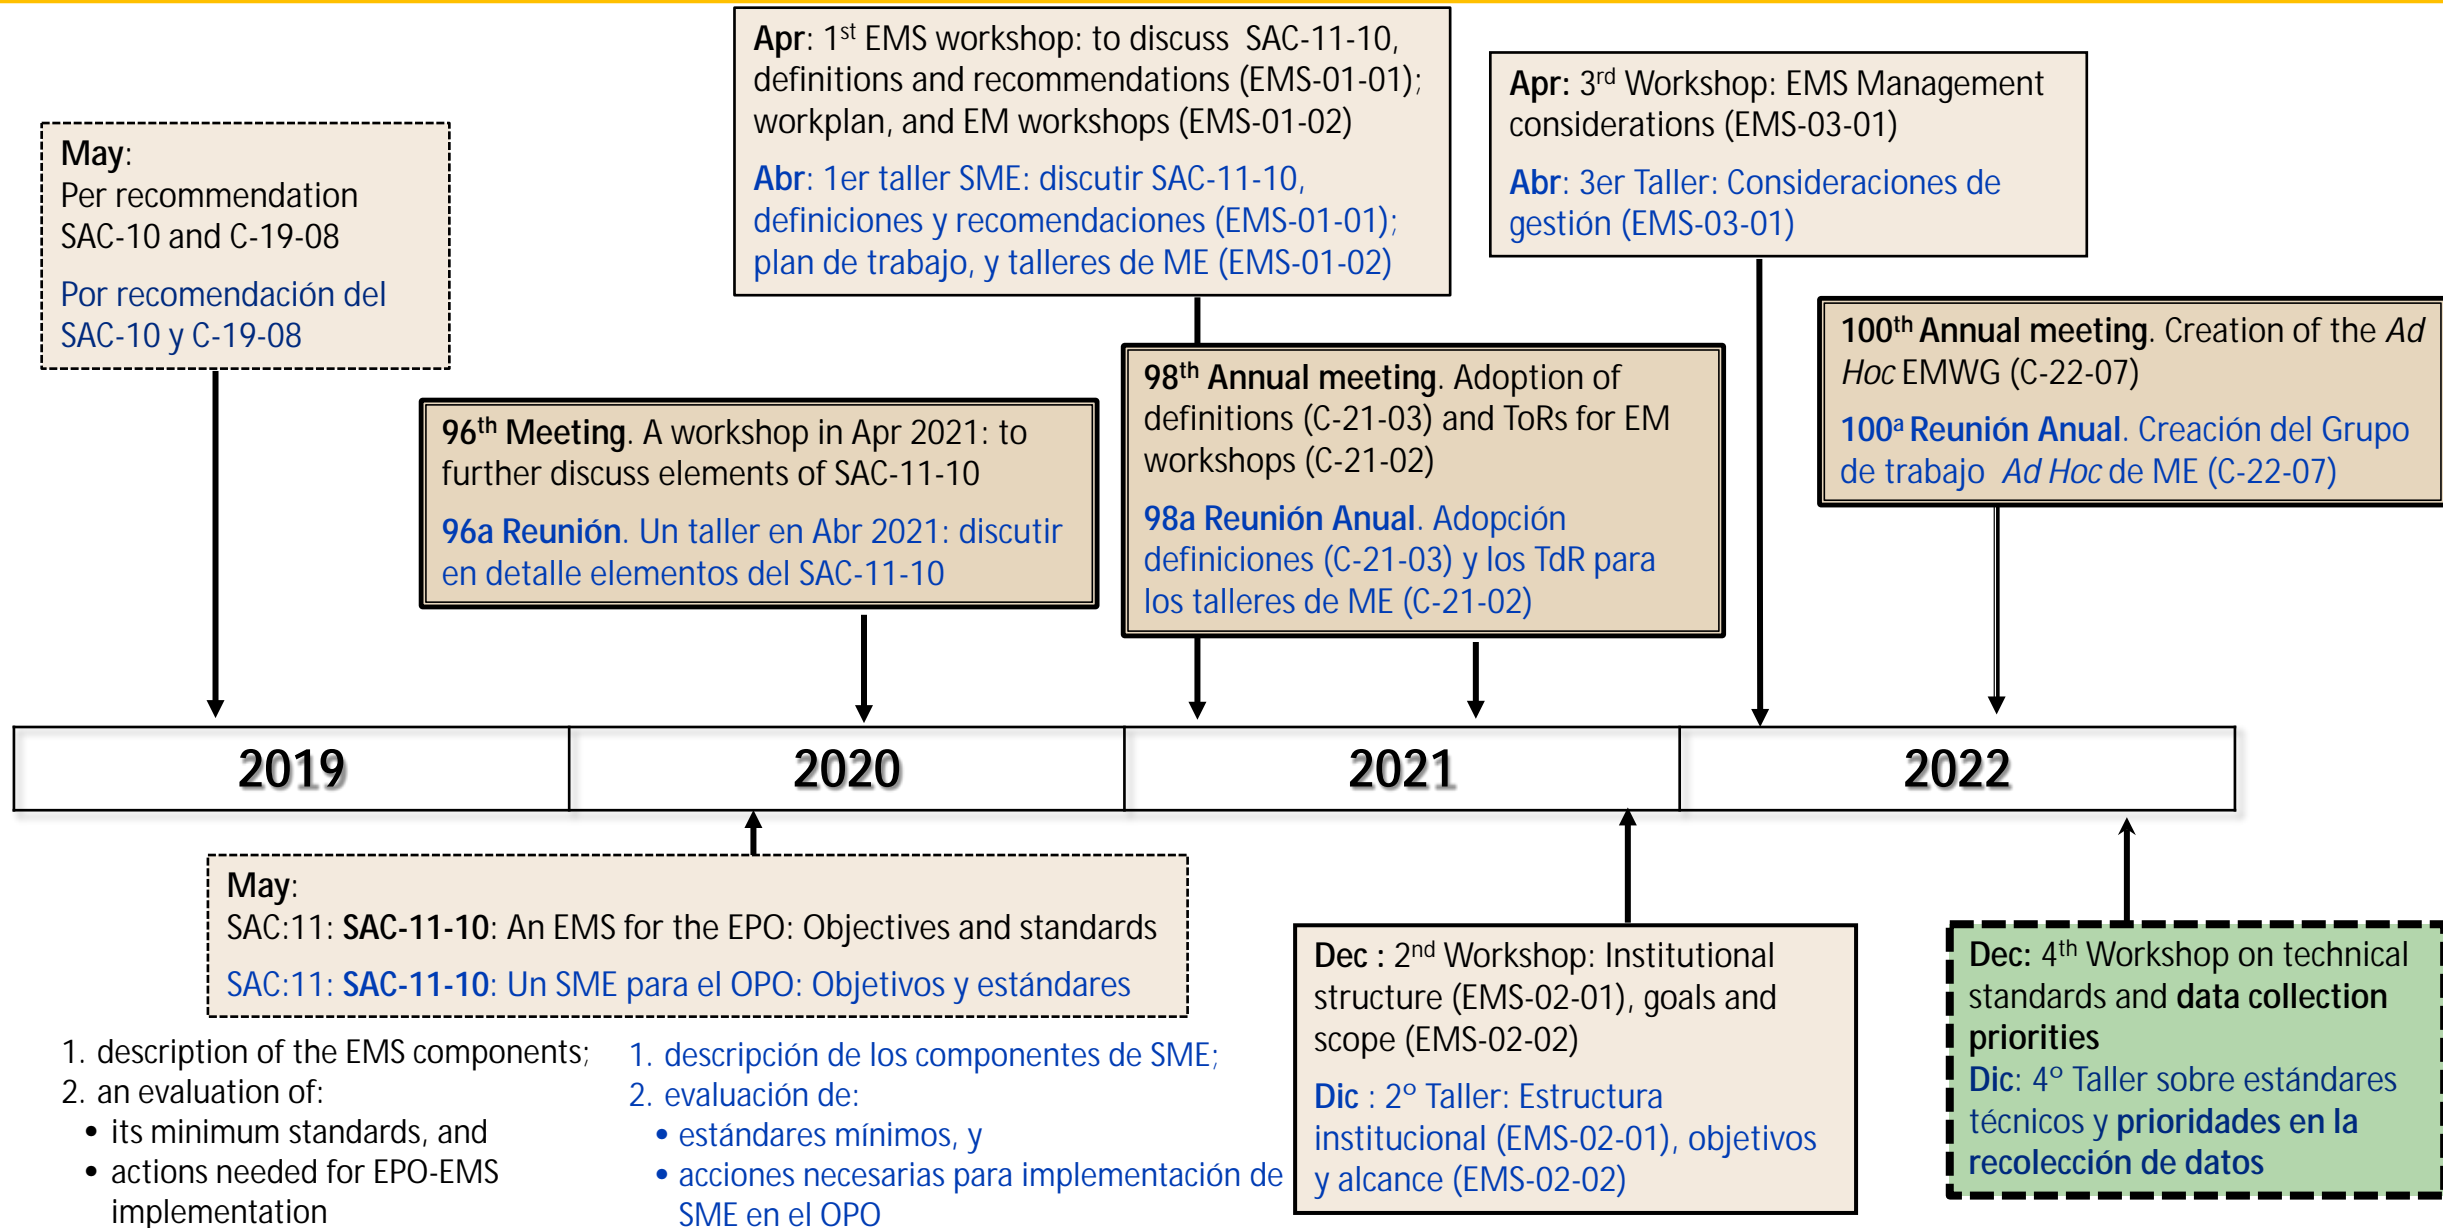 May:
Per recommendation
SAC-10 and C-19-08
Por recomendación del
SAC-10 y C-19-08
96th Meeting. A workshop in Apr 2021: to
further discuss elements of SAC-11-10
96a Reunión. Un taller en Abr 2021: discutir
en detalle elementos del SAC-11-10
Apr: 1st EMS workshop: to discuss SAC-11-10,
definitions and recommendations (EMS-01-01);
workplan, and EM workshops (EMS-01-02)
Abr: 1er taller SME: discutir SAC-11-10,
definiciones y recomendaciones (EMS-01-01);
plan de trabajo, y talleres de ME (EMS-01-02)
98th Annual meeting. Adoption of
definitions (C-21-03) and ToRs for EM
workshops (C-21-02)
98a Reunión Anual. Adopción
definiciones (C-21-03) y los TdR para
los talleres de ME (C-21-02)
Apr: 3rd Workshop: EMS Management
considerations (EMS-03-01)
Abr: 3er Taller: Consideraciones de
gestión (EMS-03-01)
100th Annual meeting. Creation of the Ad
Hoc EMWG (C-22-07)
100a Reunión Anual. Creación del Grupo
de trabajo Ad Hoc de ME (C-22-07)
2019
2020
2021
2022
May:
SAC:11: SAC-11-10: An EMS for the EPO: Objectives and standards
SAC:11: SAC-11-10: Un SME para el OPO: Objetivos y estándares
1. description of the EMS components;
2. an evaluation of:
• its minimum standards, and
• actions needed for EPO-EMS
implementation
1. descripción de los componentes de SME;
2. evaluación de:
• estándares mínimos, y
• acciones necesarias para implementación de
SME en el OPO
Dec : 2nd Workshop: Institutional
structure (EMS-02-01), goals and
scope (EMS-02-02)
Dic : 2º Taller: Estructura
institucional (EMS-02-01), objetivos
y alcance (EMS-02-02)
Dec: 4th Workshop on technical
standards and data collection
priorities
Dic: 4º Taller sobre estándares
técnicos y prioridades en la
recolección de datos